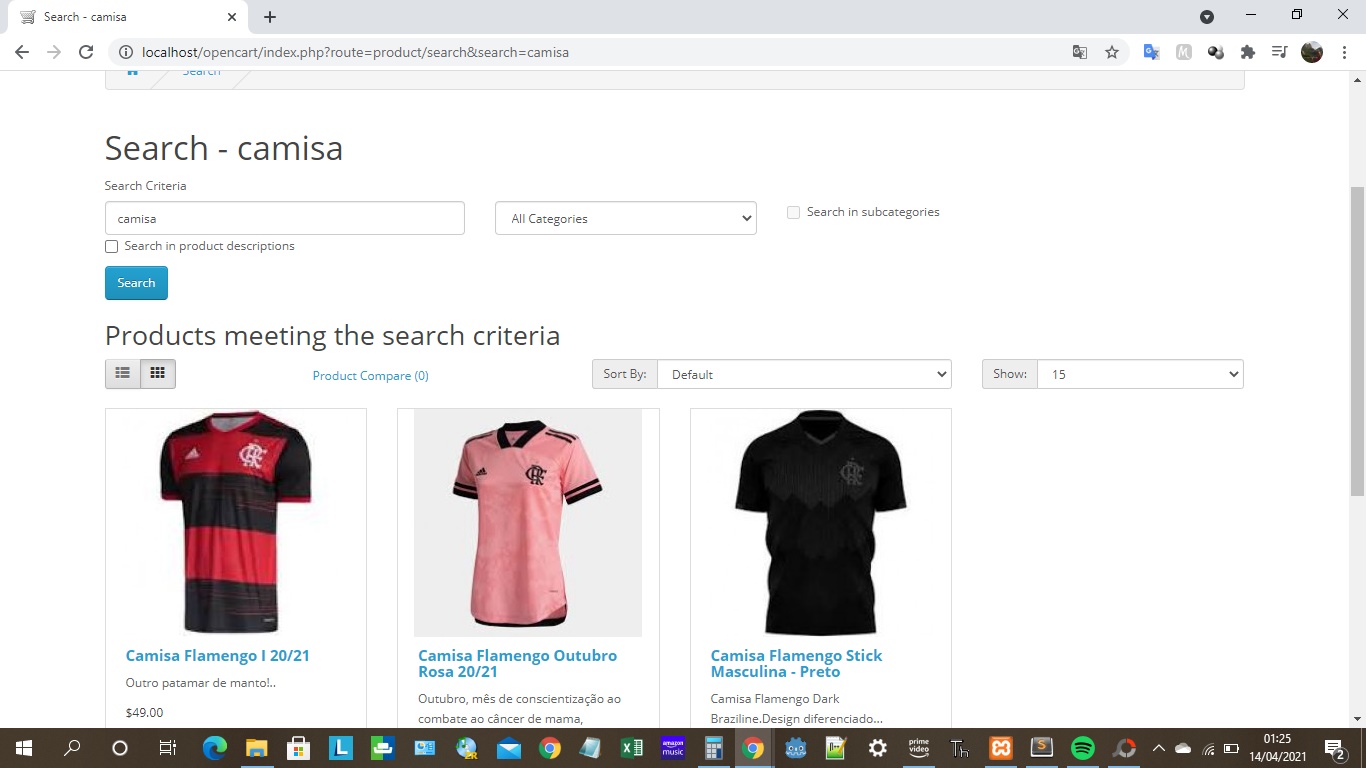 Search - camisa
localhost/opencart/index.php?route=product/search&search=camisa
Search
Search - camisa
Search Criteria
camisa
All Categories
Search in subcategories
Search in product descriptions
Search
Products meeting the search criteria
Product Compare (0)
Sort By:
Default
Show:
15
Camisa Flamengo I 20/21
Outro patamar de manto!..
$49.00
Camisa Flamengo Outubro
Rosa 20/21
Outubro, mês de conscientização ao
combate ao câncer de mama,
Camisa Flamengo Stick
Masculina - Preto
Camisa Flamengo Dark
Braziline.Design diferenciado...
L
amazon
music
prime
video
Th
S
01:25
14/04/2021
2